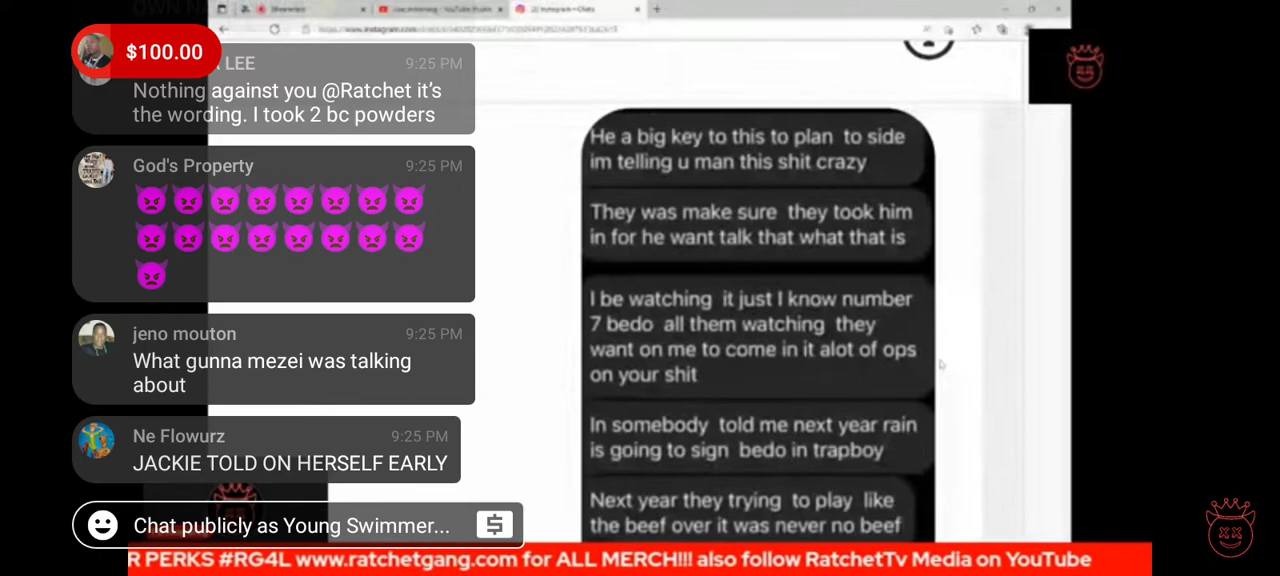 $100.00
LEE
9:25 PM
Nothing against you @Ratchet it's
the wording. I took 2 bc powders
God's Property
9:25 PM
jeno mouton
9:25 PM
What gunna mezei was talking
about
Ne Flowurz
9:25 PM
JACKIE TOLD ON HERSELF EARLY
Chat publicly as Young Swimmer...
He a big key to this to plan to side
im telling u man this shit crazy
They was make sure they took him
in for he want talk that what that is
I be watching it just I know number
7 bedo all them watching they
want on me to come in it alot of ops
on your shit
In somebody told me next year rain
is going to sign bedo in trapboy
Next year they trying to play like
the beef over it was never no beef
R PERKS #RG4L www.ratchetgang.com for ALL MERCH!!! also follow RatchetTv Media on YouTube